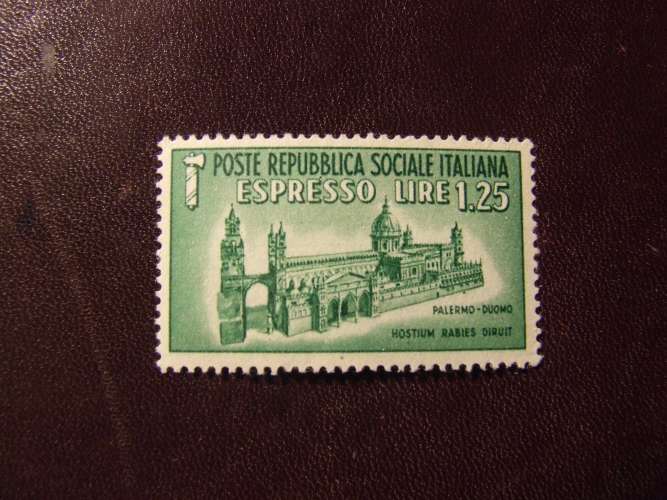 POSTE REPUBBLICA SOCIALE ITALIANA
ESPRESSO LIRE 1.25
PALERMO-DUOMO
HOSTIUM RABIES DIRUIT